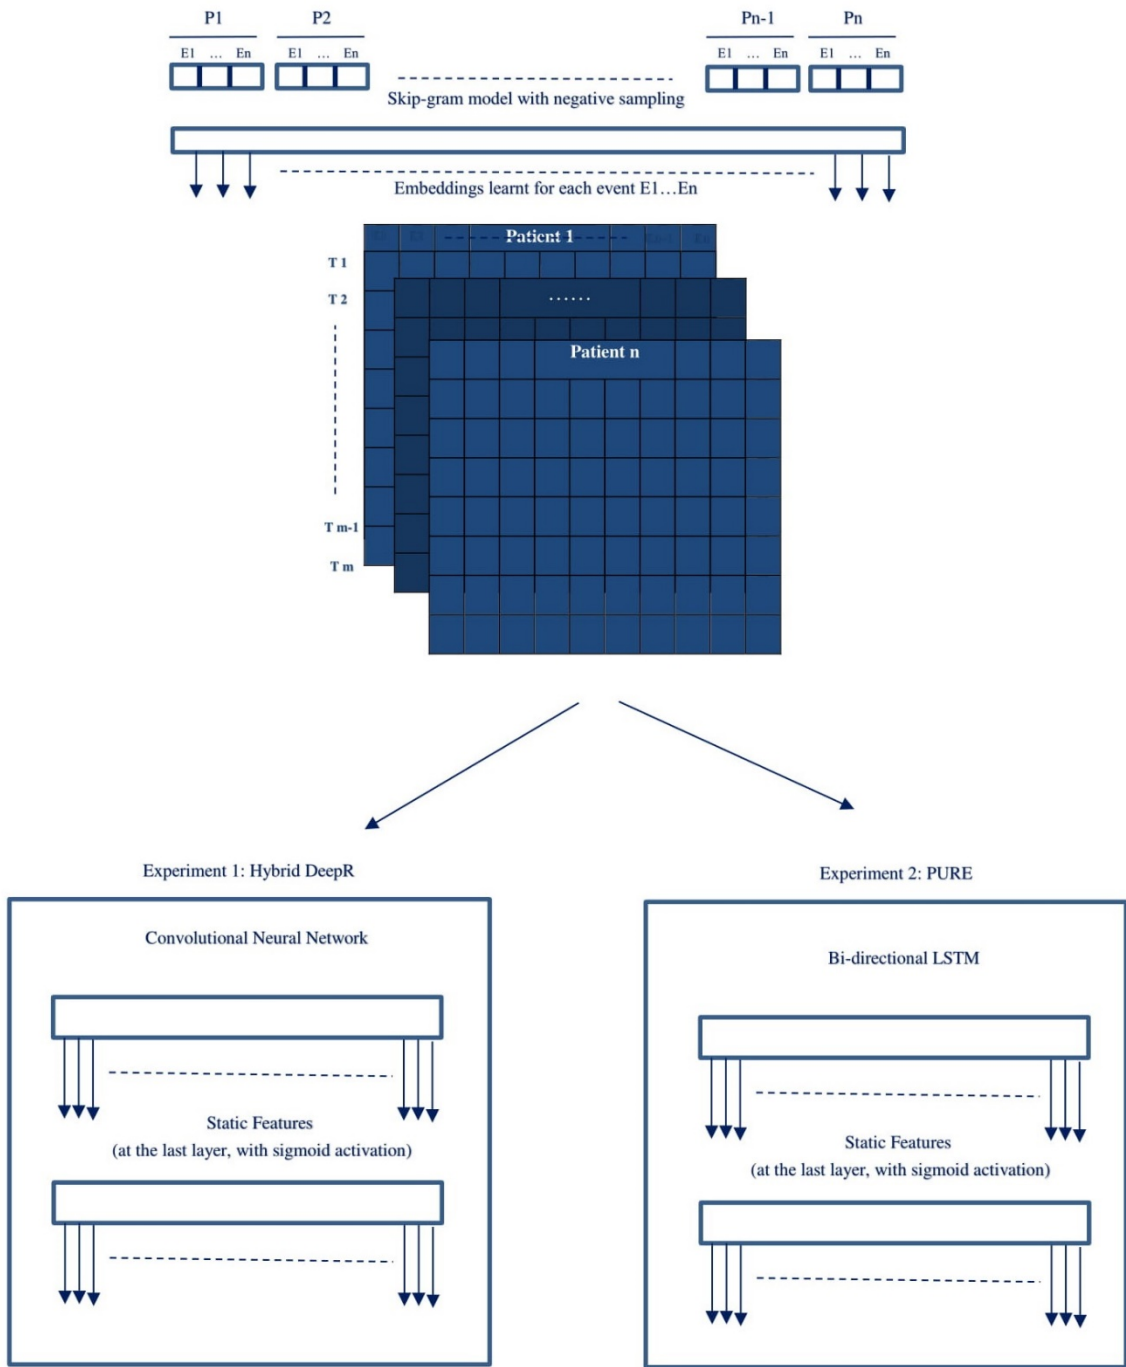 P1 P2 Pn-1 Pn
E1 … En E1 … En E1 … En E1 … En
Skip-gram model with negative sampling
Embeddings learnt for each event E1…En
Patient 1
T 1
T 2
......
Patient n
T m-1
T m
Experiment 1: Hybrid DeepR
Experiment 2: PURE
Convolutional Neural Network
Bi-directional LSTM
Static Features
(at the last layer, with sigmoid activation)
Static Features
(at the last layer, with sigmoid activation)